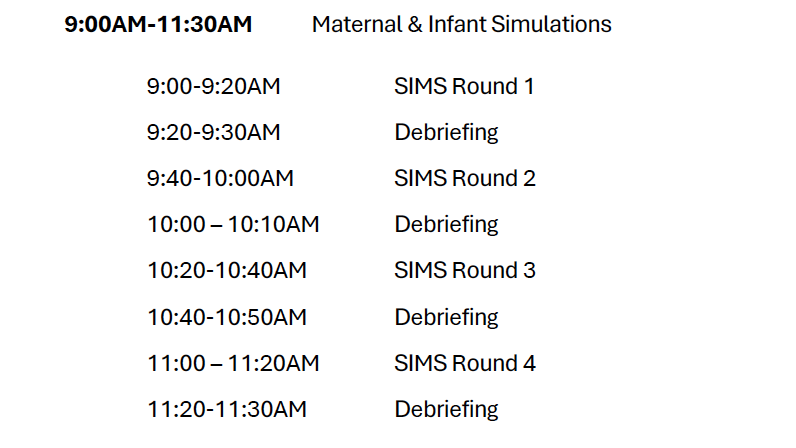 9:00AM-11:30AM Maternal & Infant Simulations
9:00-9:20AM SIMS Round 1
9:20-9:30AM Debriefing
9:40-10:00AM SIMS Round 2
10:00 – 10:10AM Debriefing
10:20-10:40AM SIMS Round 3
10:40-10:50AM Debriefing
11:00 – 11:20AM SIMS Round 4
11:20-11:30AM Debriefing